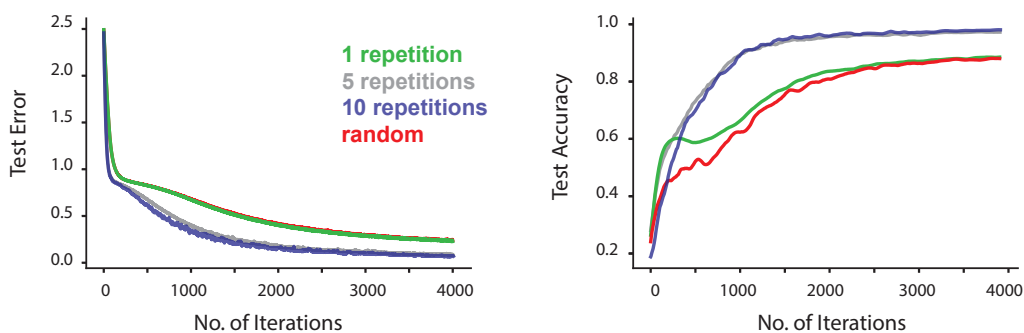 Test Error
2.5
2.0
1.5
1.0
0.5
0.0
0
1000
2000
3000
4000
No. of Iterations
1 repetition
5 repetitions
10 repetitions
random
Test Accuracy
1.0
0.8
0.6
0.4
0.2
0
1000
2000
3000
4000
No. of Iterations